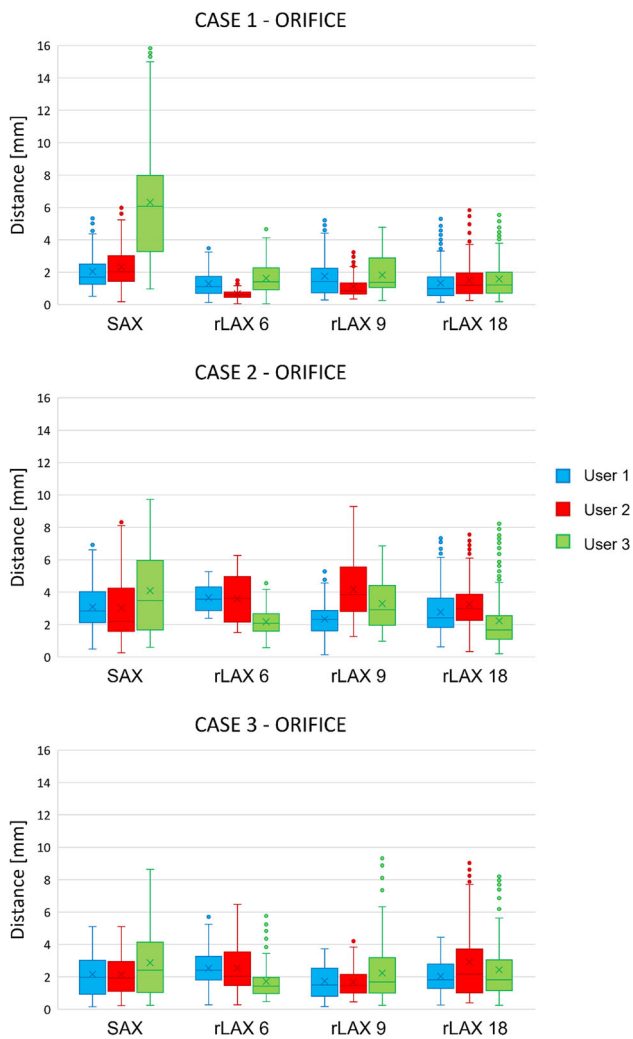 CASE 1 - ORIFICE
Distance [mm]
16
14
12
10
8
6
4
2
0
SAX rLAX 6 rLAX 9 rLAX 18
CASE 2 - ORIFICE
Distance [mm]
16
14
12
10
8
6
4
2
0
SAX rLAX 6 rLAX 9 rLAX 18
User 1
User 2
User 3
CASE 3 - ORIFICE
Distance [mm]
16
14
12
10
8
6
4
2
0
SAX rLAX 6 rLAX 9 rLAX 18